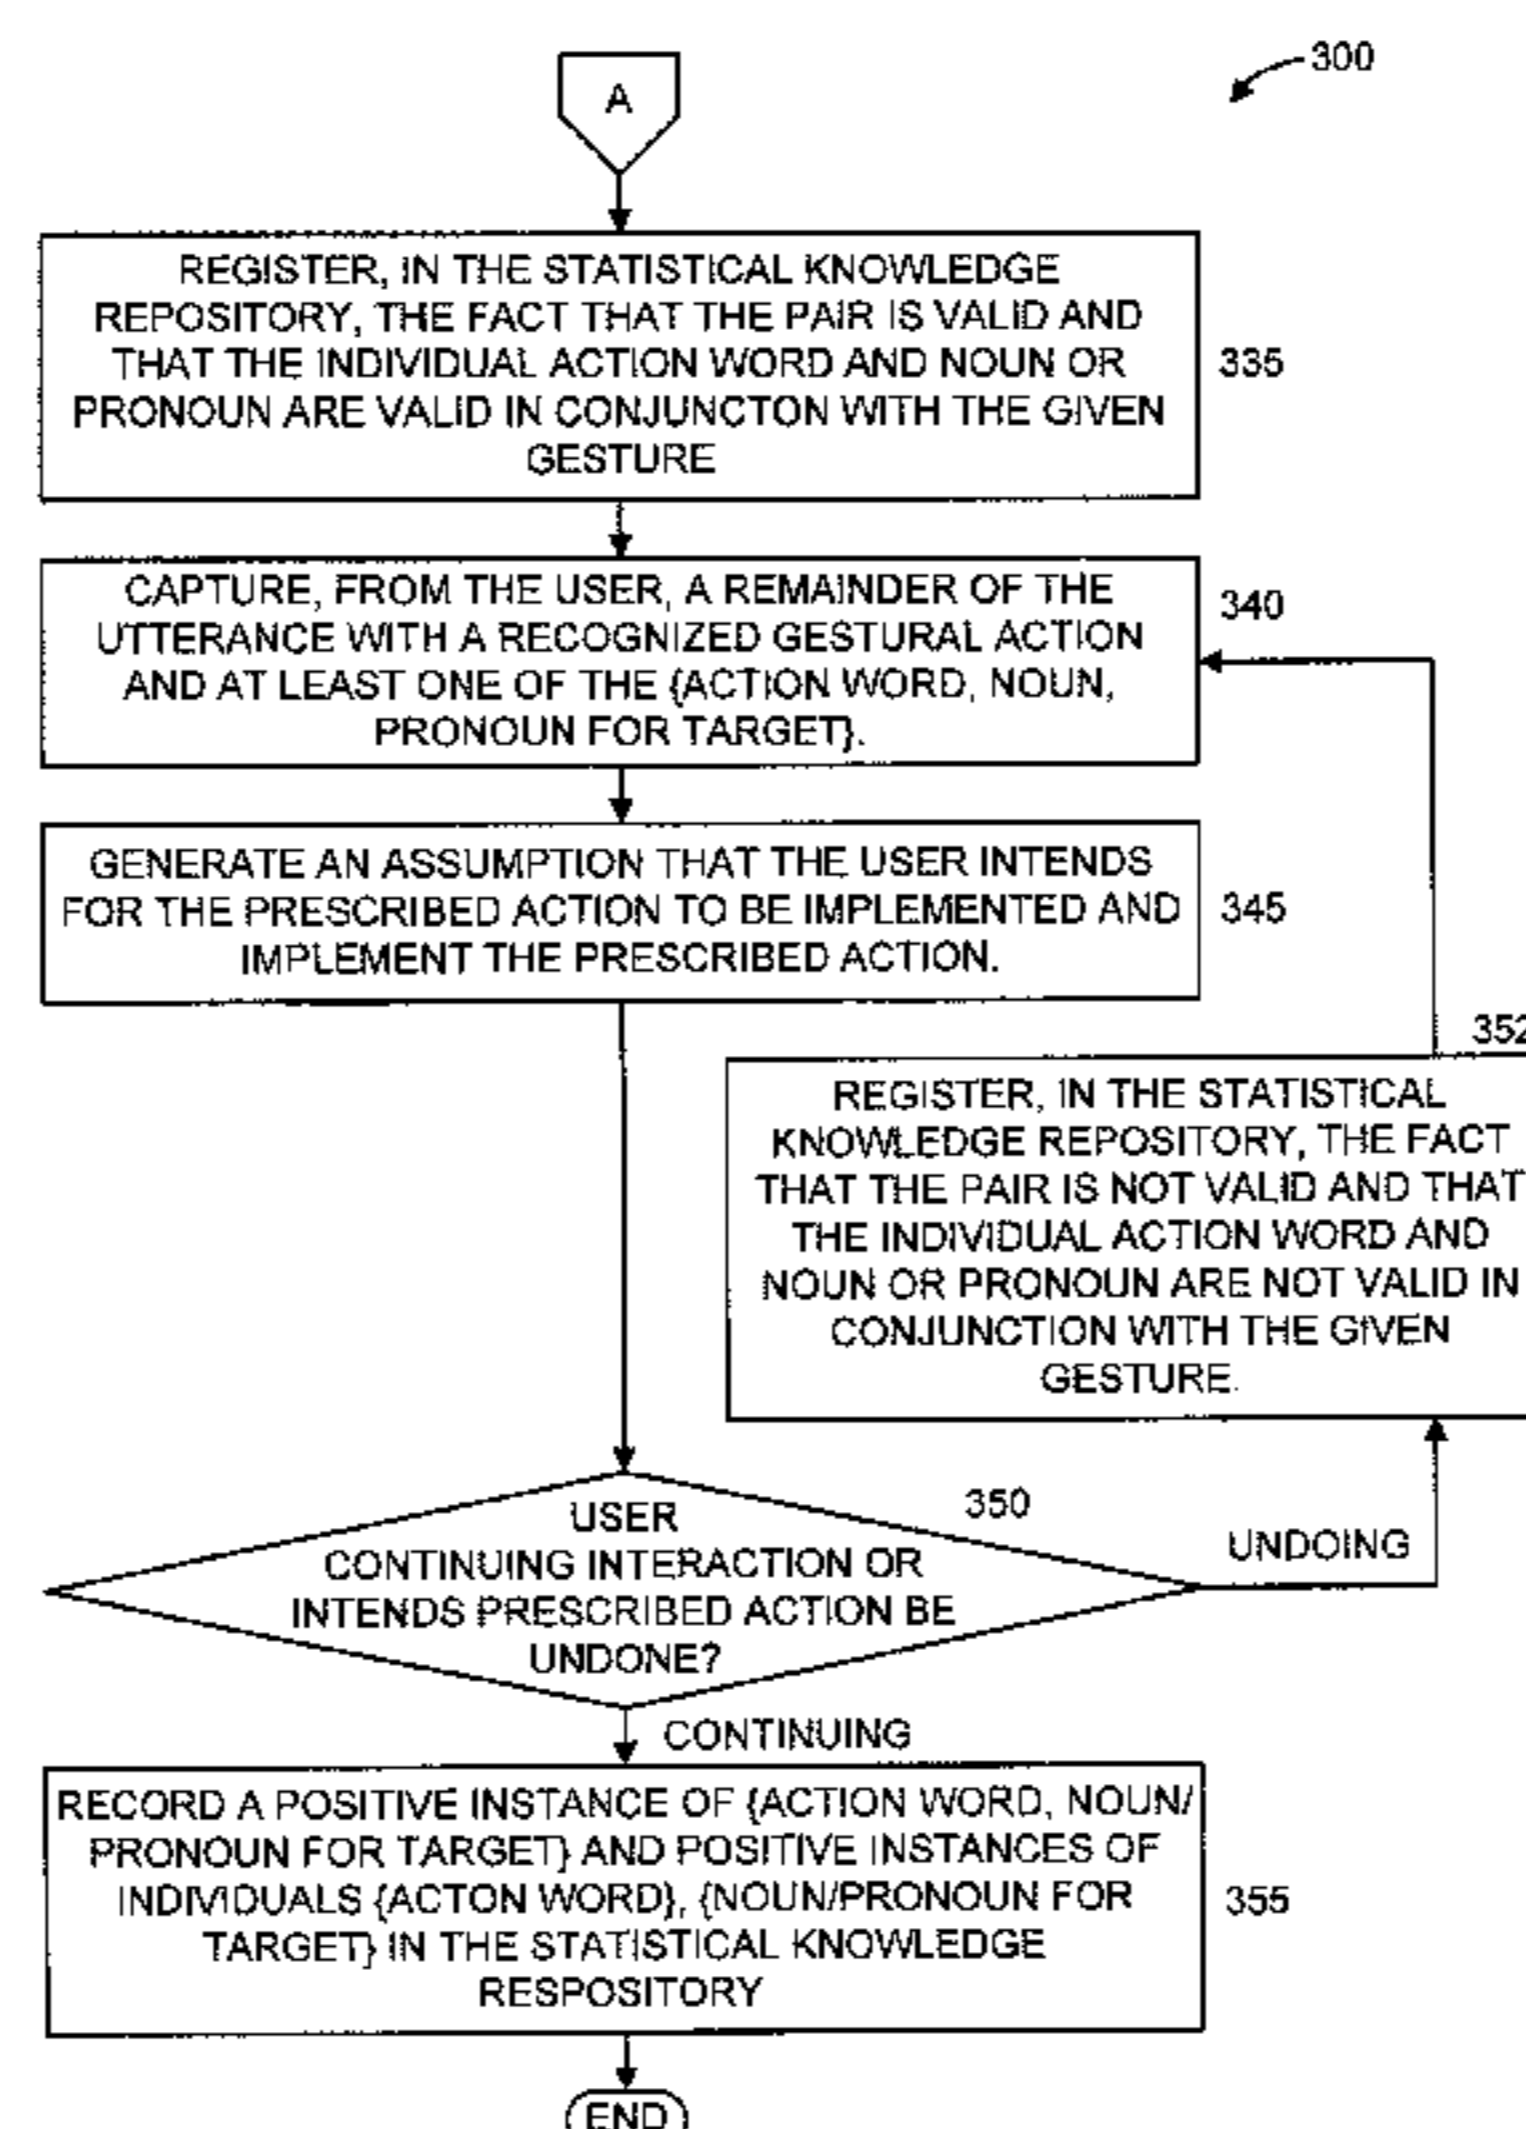 300
A
REGISTER, IN THE STATISTICAL KNOWLEDGE
REPOSITORY, THE FACT THAT THE PAIR IS VALID AND
THAT THE INDIVIDUAL ACTION WORD AND NOUN OR
PRONOUN ARE VALID IN CONJUNCTON WITH THE GIVEN
GESTURE
335
CAPTURE, FROM THE USER, A REMAINDER OF THE
UTTERANCE WITH A RECOGNIZED GESTURAL ACTION
AND AT LEAST ONE OF THE {ACTION WORD, NOUN,
PRONOUN FOR TARGET}.
340
GENERATE AN ASSUMPTION THAT THE USER INTENDS
FOR THE PRESCRIBED ACTION TO BE IMPLEMENTED AND
IMPLEMENT THE PRESCRIBED ACTION.
345
352
REGISTER, IN THE STATISTICAL
KNOWLEDGE REPOSITORY, THE FACT
THAT THE PAIR IS NOT VALID AND THAT
THE INDIVIDUAL ACTION WORD AND
NOUN OR PRONOUN ARE NOT VALID IN
CONJUNCTION WITH THE GIVEN
GESTURE.
350
USER
CONTINUING INTERACTION OR
INTENDS PRESCRIBED ACTION BE
UNDONE?
UNDOING
CONTINUING
RECORD A POSITIVE INSTANCE OF {ACTION WORD, NOUN/
PRONOUN FOR TARGET} AND POSITIVE INSTANCES OF
INDIVIDUALS {ACTON WORD}, {NOUN/PRONOUN FOR
TARGET} IN THE STATISTICAL KNOWLEDGE
RESPOSITORY
355
END